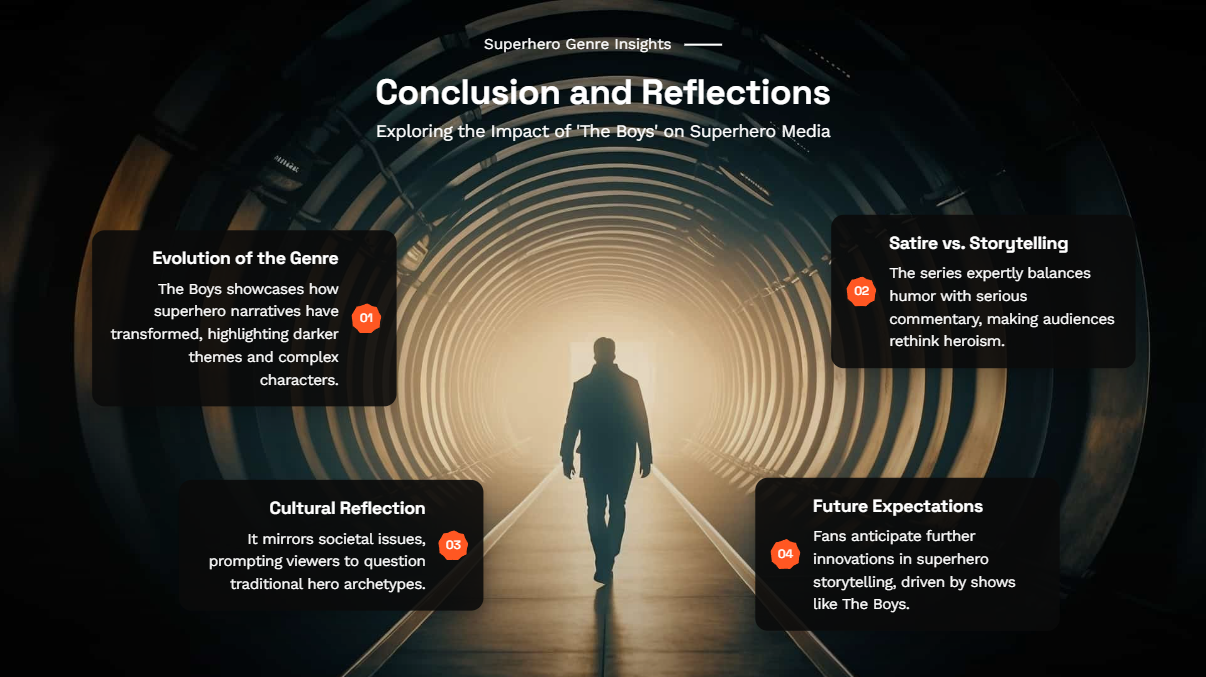 Superhero Genre Insights
Conclusion and Reflections
Exploring the Impact of 'The Boys' on Superhero Media
Evolution of the Genre
The Boys showcases how
superhero narratives have
transformed, highlighting darker
themes and complex
characters.
01
Satire vs. Storytelling
02
The series expertly balances
humor with serious
commentary, making audiences
rethink heroism.
Cultural Reflection
It mirrors societal issues,
prompting viewers to question
traditional hero archetypes.
03
Future Expectations
04
Fans anticipate further
innovations in superhero
storytelling, driven by shows
like The Boys.